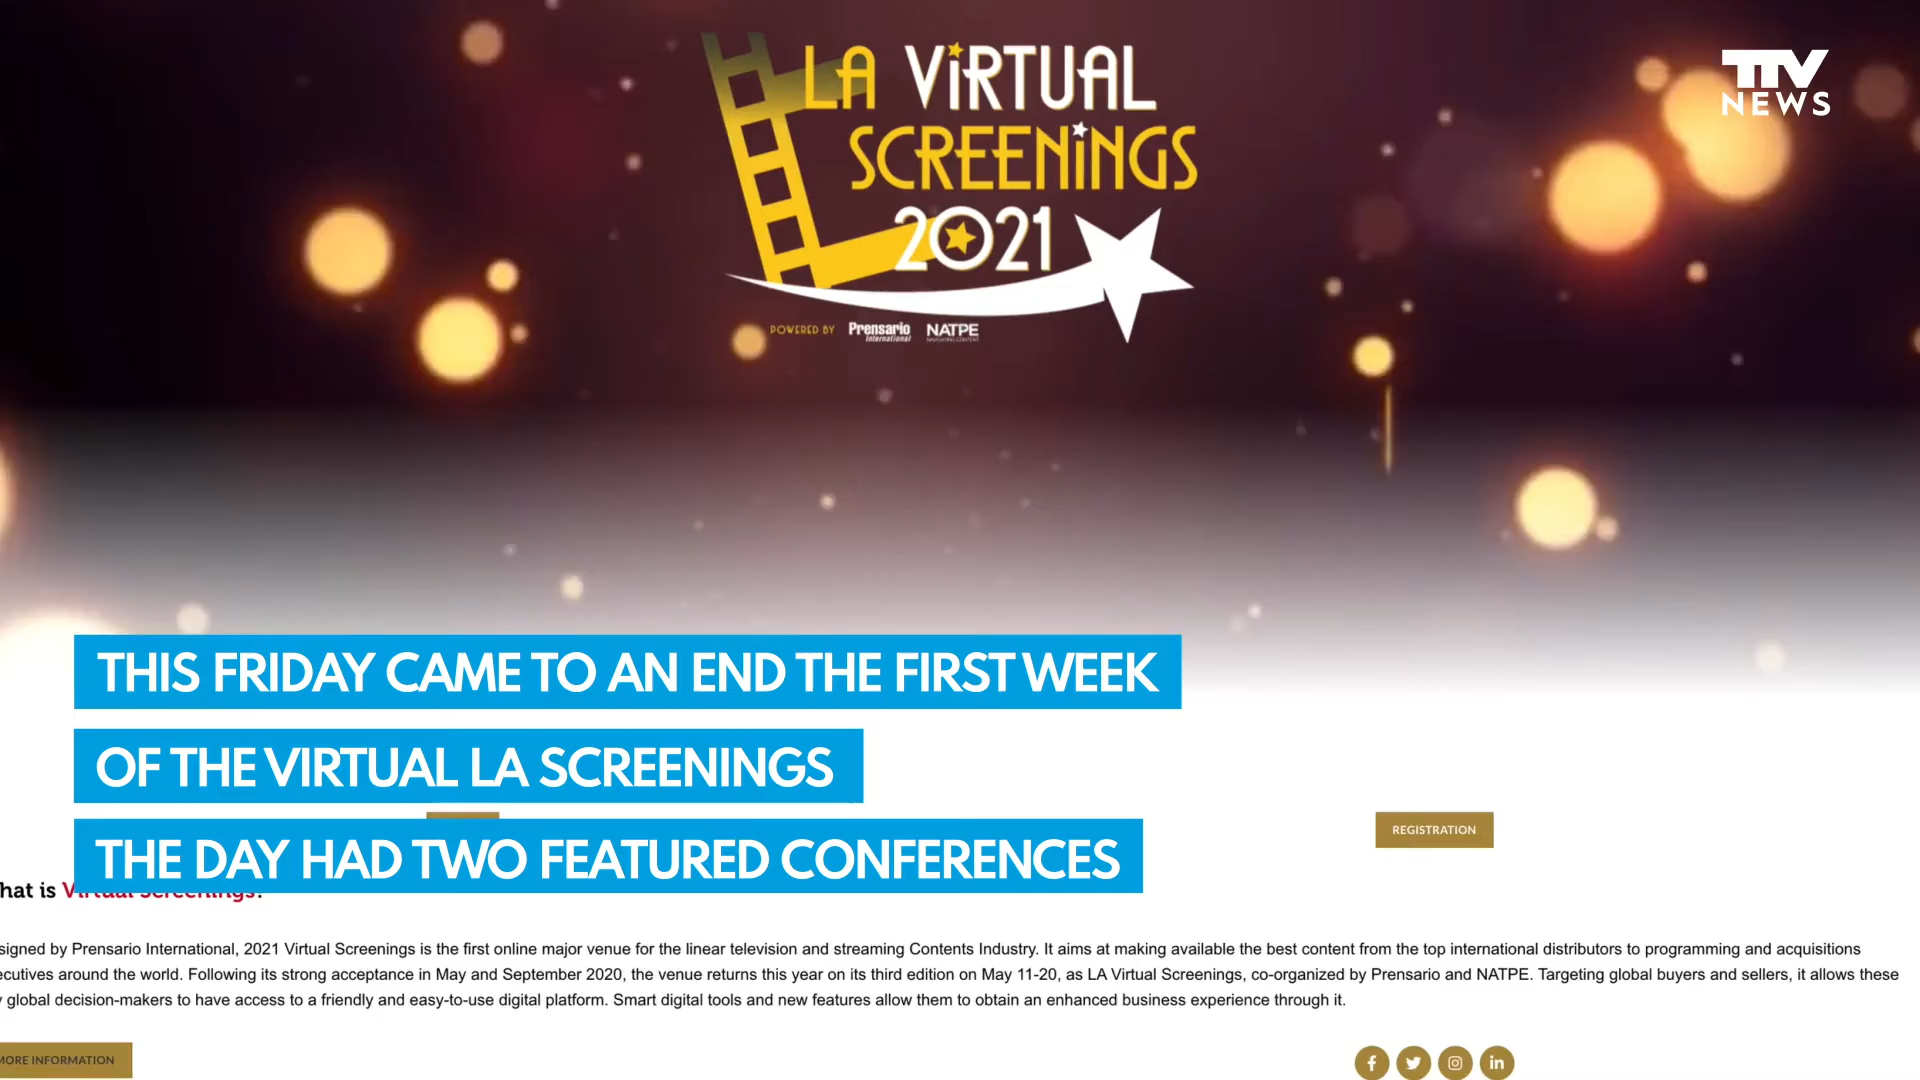 LA VIRTUAL
SCREENINGS
2021
POWERED BY Prensario International NATPE
TTV
NEWS
THIS FRIDAY CAME TO AN END THE FIRST WEEK
OF THE VIRTUAL LA SCREENINGS
THE DAY HAD TWO FEATURED CONFERENCES
REGISTRATION
hat is Virtual Screenings?
signed by Prensario International, 2021 Virtual Screenings is the first online major venue for the linear television and streaming Contents Industry. It aims at making available the best content from the top international distributors to programming and acquisitions
ecutives around the world. Following its strong acceptance in May and September 2020, the venue returns this year on its third edition on May 11-20, as LA Virtual Screenings, co-organized by Prensario and NATPE. Targeting global buyers and sellers, it allows these
y global decision-makers to have access to a friendly and easy-to-use digital platform. Smart digital tools and new features allow them to obtain an enhanced business experience through it.
MORE INFORMATION